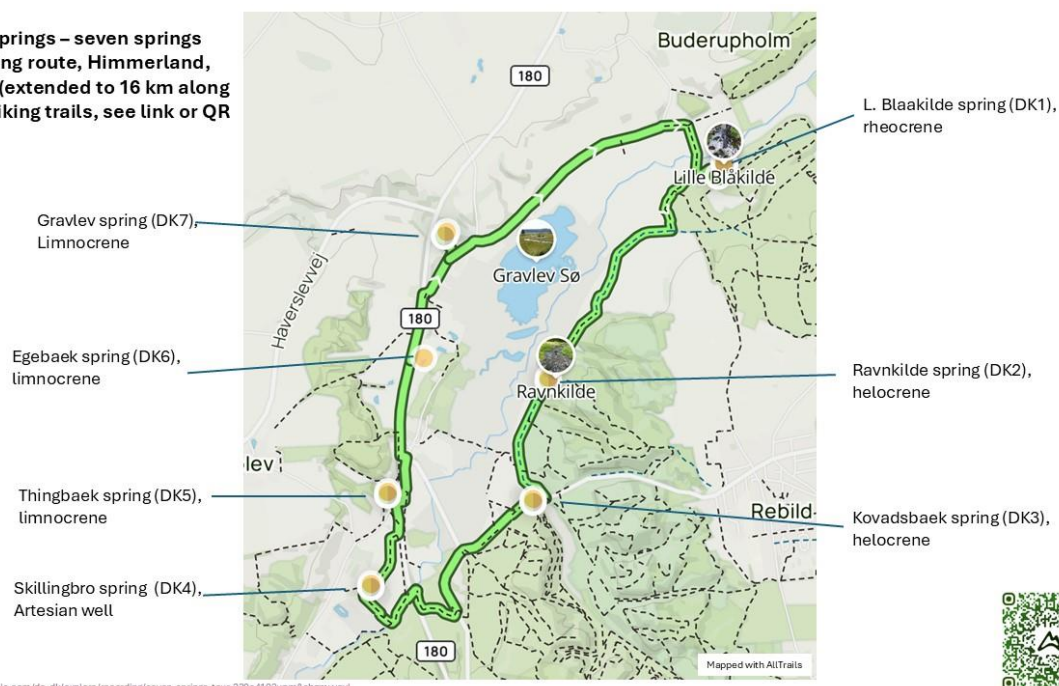 prings – seven springs
ng route, Himmerland,
(extended to 16 km along
iking trails, see link or QR
Buderupholm
180
L. Blaakilde spring (DK1),
rheocrene
Lille Blåkilde
Gravlev spring (DK7),
Limnocrene
Gravlev Sø
Haverslevvej
180
Egebaek spring (DK6),
limnocrene
Ravnkilde spring (DK2),
helocrene
Ravnkilde
lev
Thingbaek spring (DK5),
limnocrene
Rebild
Kovadsbaek spring (DK3),
helocrene
Skillingbro spring (DK4),
Artesian well
180
Mapped with AllTrails